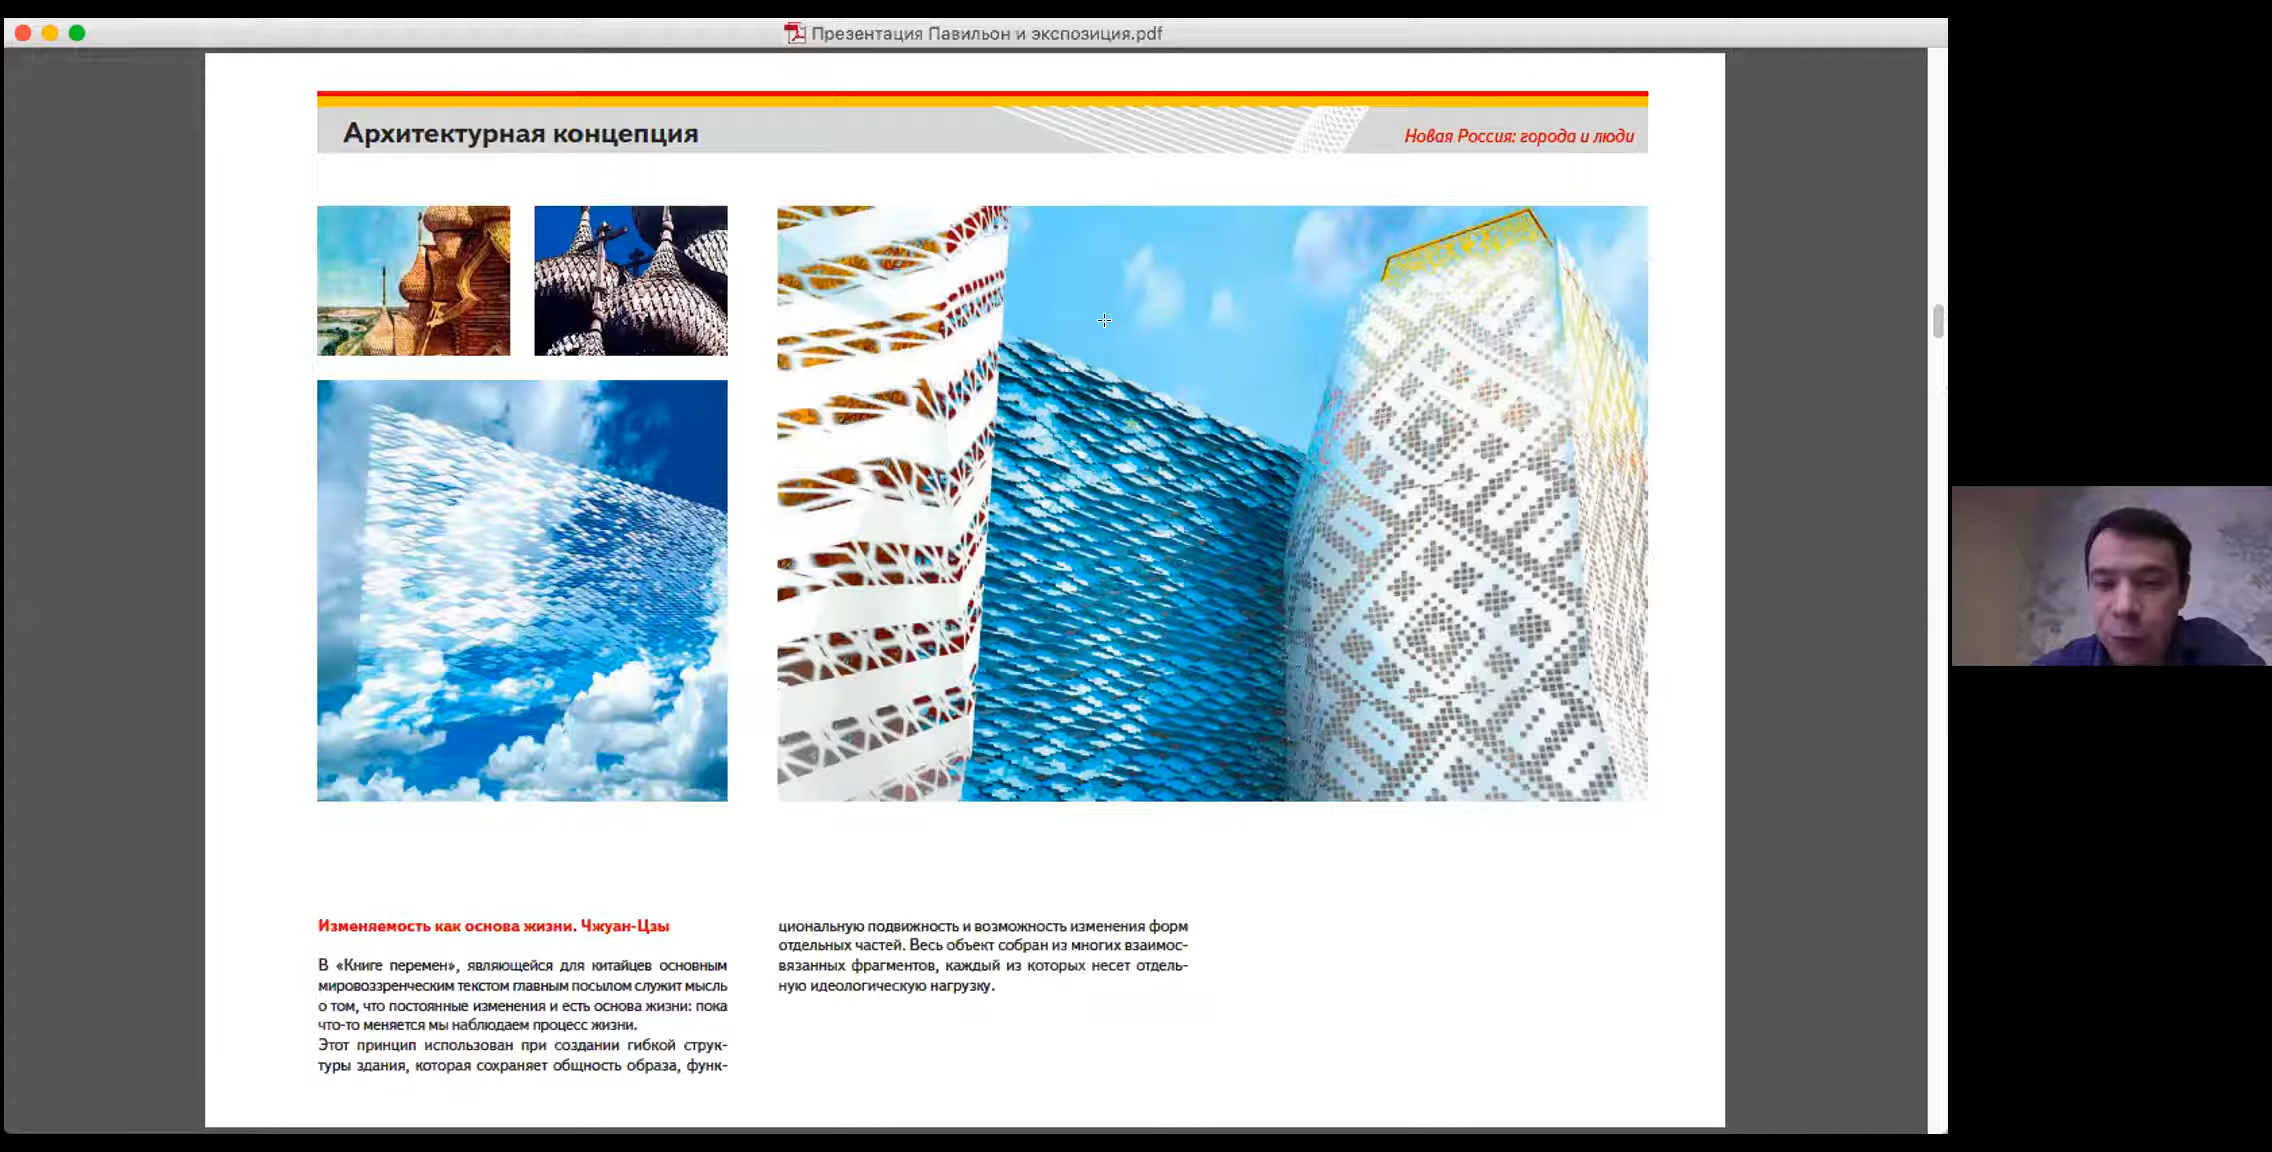 Презентация Павильон и экспозиция.pdf
Архитектурная концепция
Новая Россия: города и люди
Изменяемость как основа жизни. Чжуан-Цзы
В «Книге перемен», являющейся для китайцев основным
мировоззренческим текстом главным посылом служит мысль
о том, что постоянные изменения и есть основа жизни: пока
что-то меняется мы наблюдаем процесс жизни.
Этот принцип использован при создании гибкой струк-
туры здания, которая сохраняет общность образа, функ-
циональную подвижность и возможность изменения форм
отдельных частей. Весь объект собран из многих взаимос-
вязанных фрагментов, каждый из которых несет отдель-
ную идеологическую нагрузку.